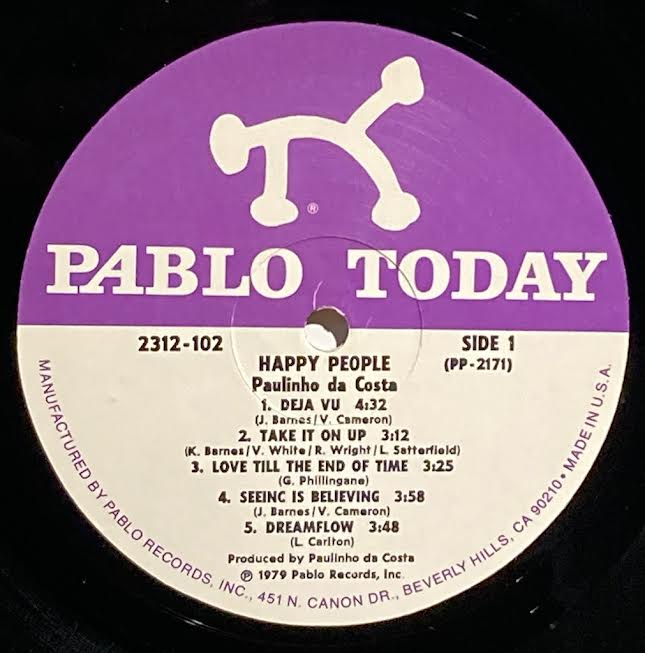 ®
PABLO TODAY
2312-102
SIDE 1
(PP-2171)
HAPPY PEOPLE
Paulinho da Costa
1. DEJA VU 4:32
(J. Barnes/V. Cameron)
2. TAKE IT ON UP 3:12
(K. Barnes/V. White/R. Wright/L. Satterfield)
3. LOVE TILL THE END OF TIME 3:25
(G. Phillingane)
4. SEEING IS BELIEVING 3:58
(J. Barnes/V. Cameron)
5. DREAMFLOW 3:48
(L. Carlton)
Produced by Paulinho da Costa
℗ 1979 Pablo Records, Inc.
MANUFACTURED BY PABLO RECORDS, INC., 451 N. CANON DR., BEVERLY HILLS, CA 90210 • MADE IN U.S.A.